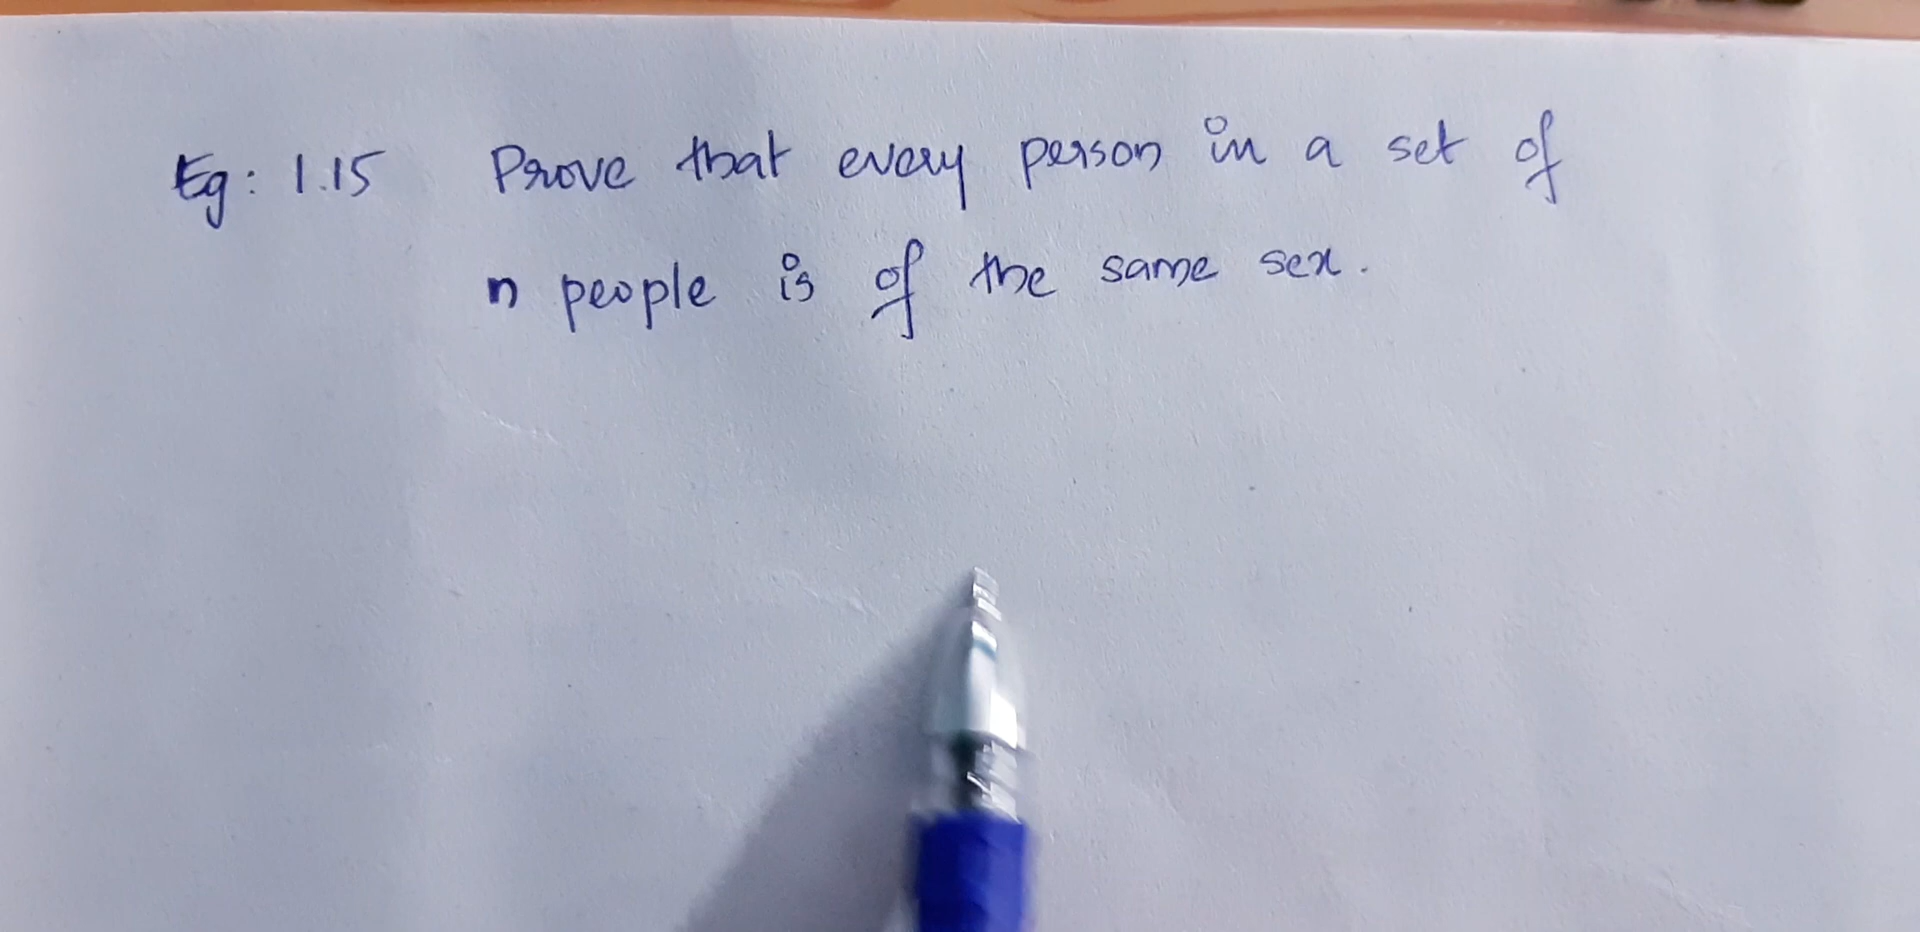 Eg: 1.15 Prove that every person in a set of
n people is of the same sex.